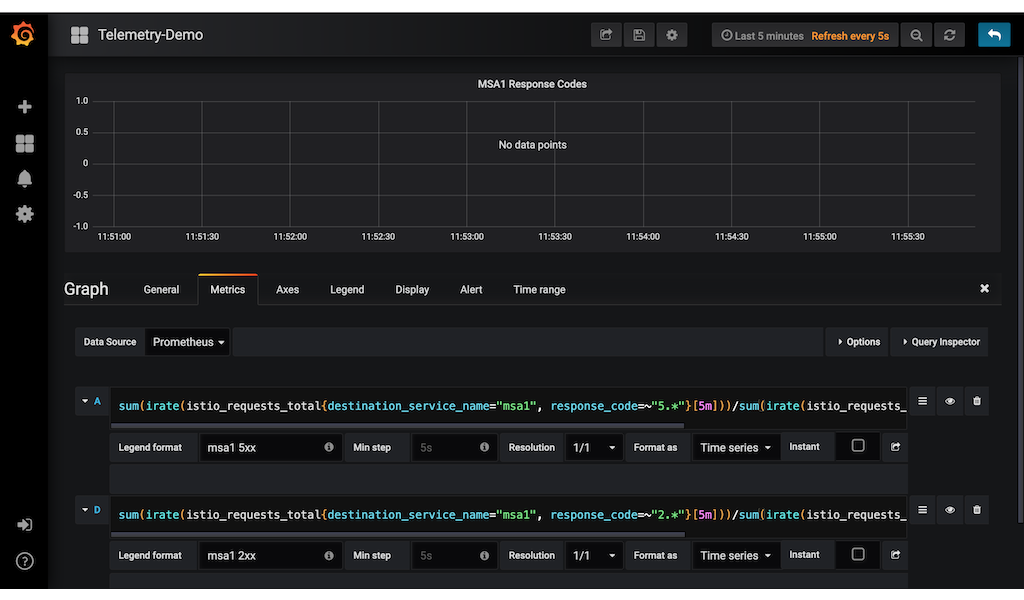 Telemetry-Demo
Last 5 minutes Refresh every 5s
MSA1 Response Codes
1.0
0.5
0
-0.5
-1.0
No data points
11:51:00 11:51:30 11:52:00 11:52:30 11:53:00 11:53:30 11:54:00 11:54:30 11:55:00 11:55:30
Graph General Metrics Axes Legend Display Alert Time range
Data Source Prometheus Options Query Inspector
A sum(irate(istio_requests_total{destination_service_name="msa1", response_code=~"5.*"}[5m]))/sum(irate(istio_requests_
Legend format msa1 5xx Min step 5s Resolution 1/1 Format as Time series Instant
D sum(irate(istio_requests_total{destination_service_name="msa1", response_code=~"2.*"}[5m]))/sum(irate(istio_requests_
Legend format msa1 2xx Min step 5s Resolution 1/1 Format as Time series Instant